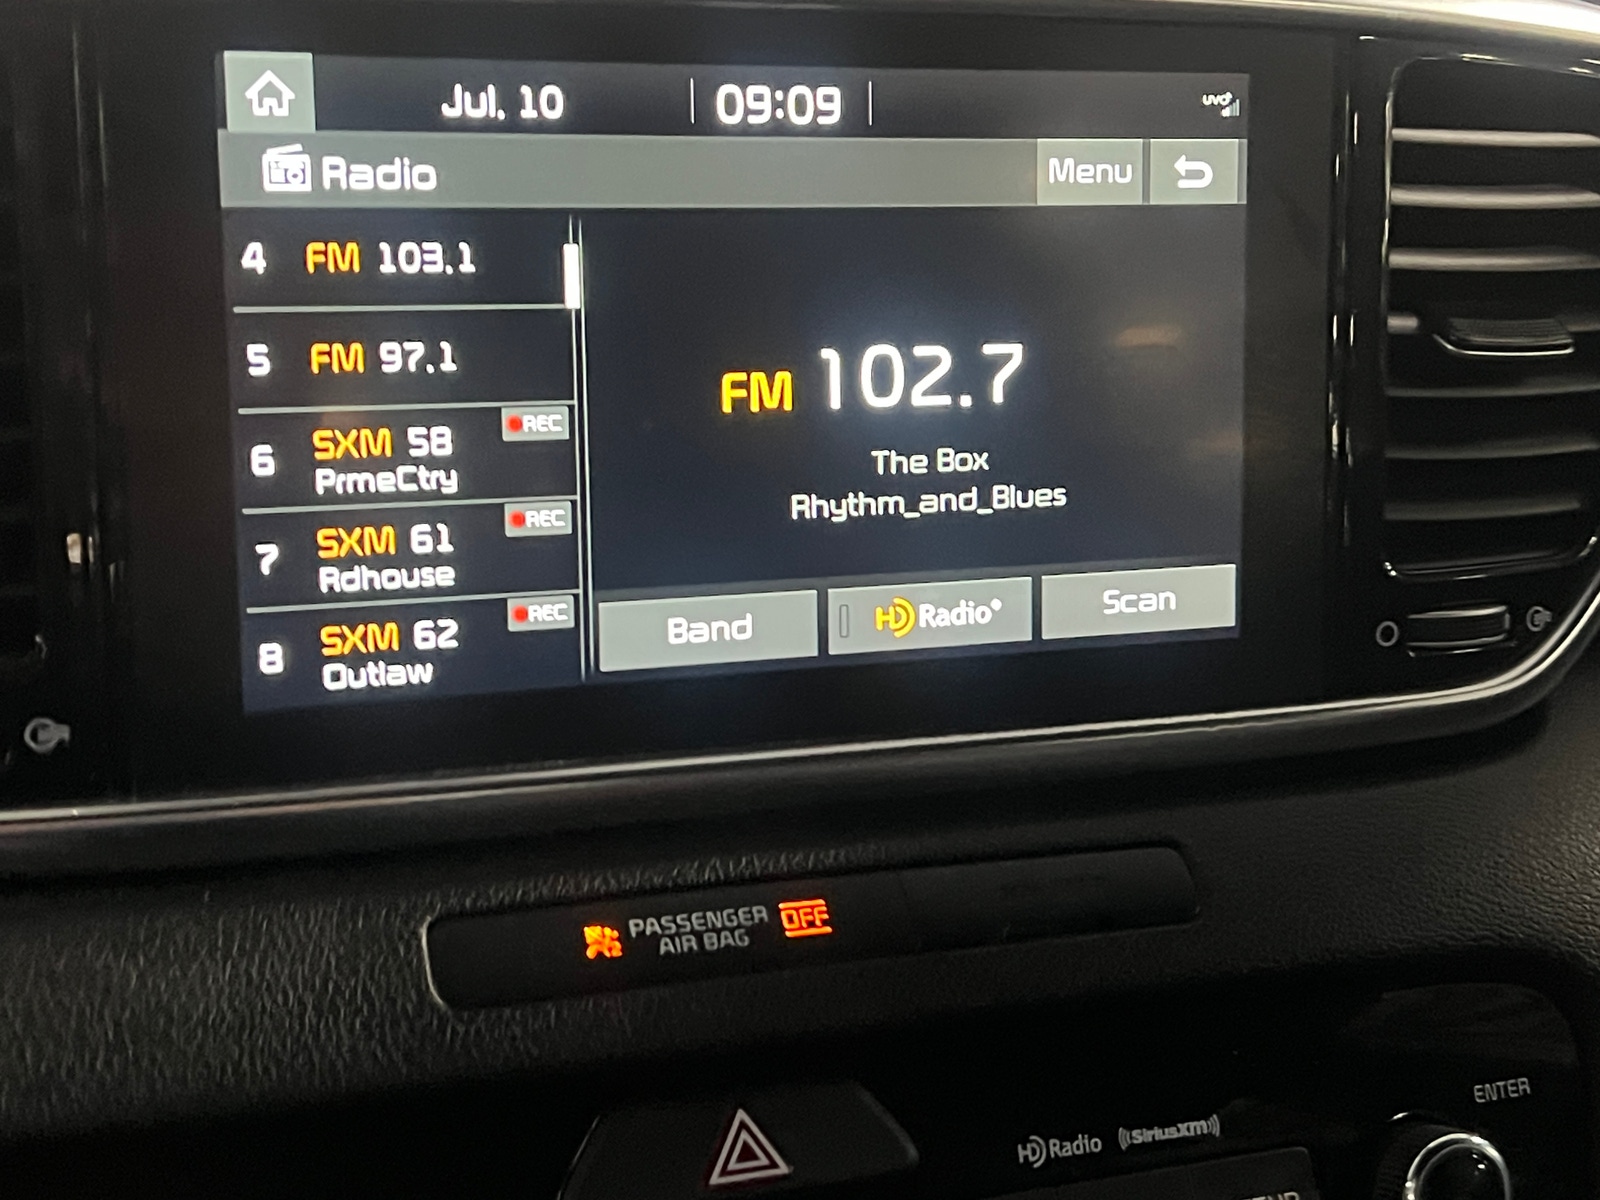 Jul, 10
09:09
UVO
Radio
Menu
4 FM 103.1
5 FM 97.1
6 SXM 58 REC
PrmeCtry
7 SXM 61 REC
Rdhouse
8 SXM 62 REC
Outlaw
FM 102.7
The Box
Rhythm_and_Blues
Band
HD Radio
Scan
PASSENGER
AIR BAG
OFF
ENTER
HD Radio
((SiriusXM))